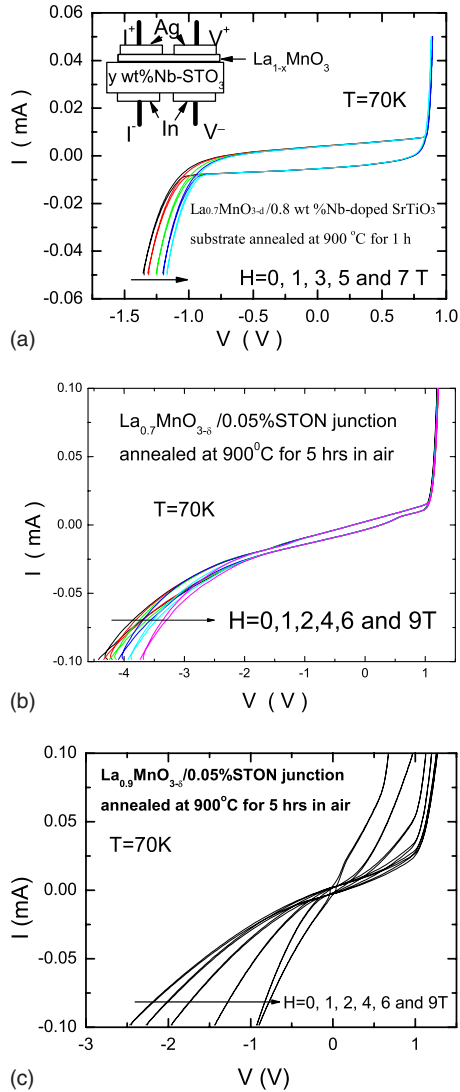 I⁺ Ag V⁺
La₁₋ₓMnO₃
y wt%Nb-STO₃
I⁻ In V⁻
T=70K
La0.7MnO3-d /0.8 wt %Nb-doped SrTiO3
substrate annealed at 900 °C for 1 h
H=0, 1, 3, 5 and 7 T
I ( mA )
0.06
0.04
0.02
0.00
-0.02
-0.04
-0.06
-1.5 -1.0 -0.5 0.0 0.5 1.0
V ( V )
(a)
La₀.₇MnO₃₋δ /0.05%STON junction
annealed at 900⁰C for 5 hrs in air
T=70K
H=0,1,2,4,6 and 9T
I ( mA )
0.10
0.05
0.00
-0.05
-0.10
-4 -3 -2 -1 0 1
V (V)
(b)
La₀.₉MnO₃₋δ/0.05%STON junction
annealed at 900°C for 5 hrs in air
T=70K
H=0, 1, 2, 4, 6 and 9T
I (mA)
0.10
0.05
0.00
-0.05
-0.10
-3 -2 -1 0 1
V (V)
(c)